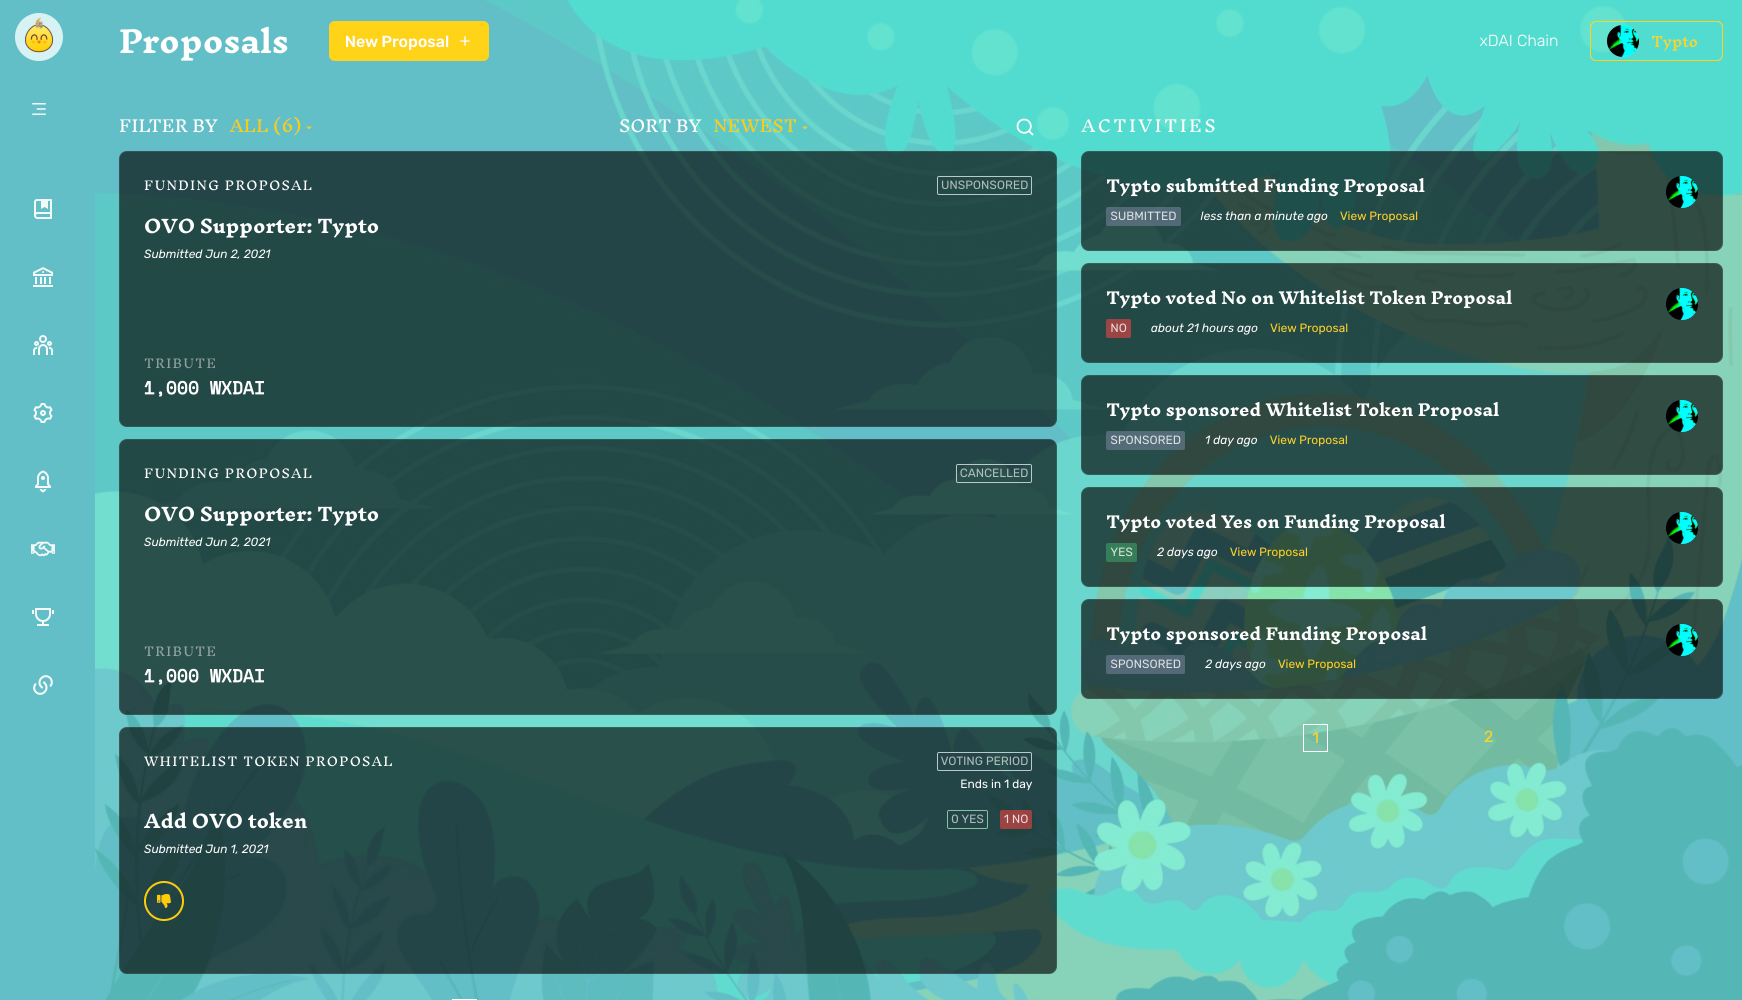 Proposals
New Proposal +
xDAI Chain
Typto
FILTER BY ALL (6)
SORT BY NEWEST
ACTIVITIES
FUNDING PROPOSAL
UNSPONSORED
OVO Supporter: Typto
Submitted Jun 2, 2021
TRIBUTE
1,000 WXDAI
FUNDING PROPOSAL
CANCELLED
OVO Supporter: Typto
Submitted Jun 2, 2021
TRIBUTE
1,000 WXDAI
WHITELIST TOKEN PROPOSAL
VOTING PERIOD
Ends in 1 day
Add OVO token
0 YES 1 NO
Submitted Jun 1, 2021
Typto submitted Funding Proposal
SUBMITTED less than a minute ago View Proposal
Typto voted No on Whitelist Token Proposal
NO about 21 hours ago View Proposal
Typto sponsored Whitelist Token Proposal
SPONSORED 1 day ago View Proposal
Typto voted Yes on Funding Proposal
YES 2 days ago View Proposal
Typto sponsored Funding Proposal
SPONSORED 2 days ago View Proposal
1 2